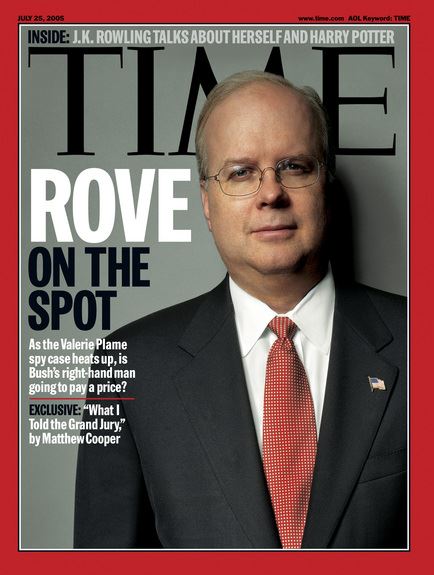 JULY 25, 2005
www.time.com AOL Keyword: TIME
INSIDE: J.K. ROWLING TALKS ABOUT HERSELF AND HARRY POTTER
TIME
ROVE
ON THE
SPOT
As the Valerie Plame
spy case heats up, is
Bush's right-hand man
going to pay a price?
EXCLUSIVE: “What I
Told the Grand Jury,”
by Matthew Cooper